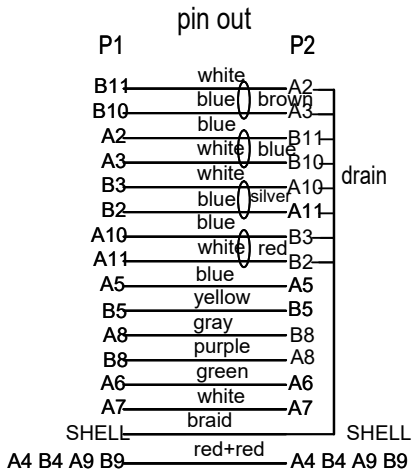 pin out
P1 P2
B11 white A2
B10 blue brown A3
A2 blue B11
A3 white blue B10
B3 white A10 drain
B2 blue silver A11
A10 blue B3
A11 white red B2
A5 blue A5
B5 yellow B5
A8 gray B8
B8 purple A8
A6 green A6
A7 white A7
SHELL braid SHELL
A4 B4 A9 B9 red+red A4 B4 A9 B9